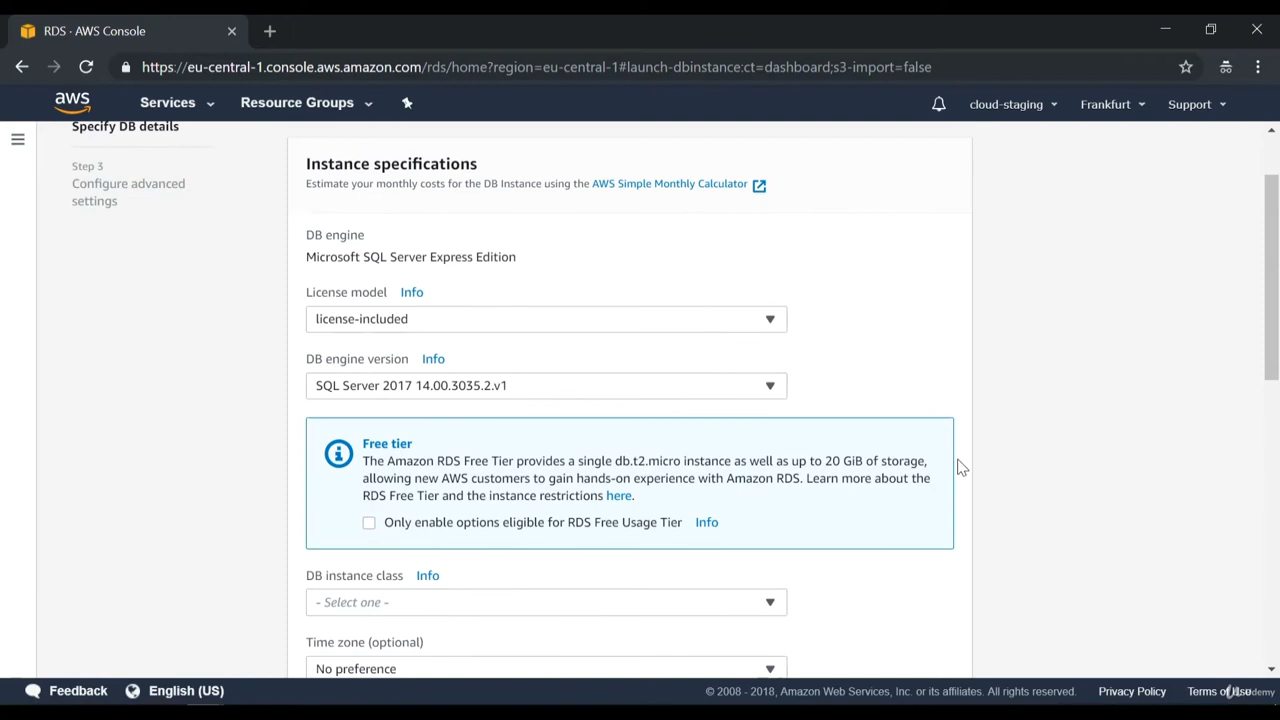 RDS · AWS Console
https://eu-central-1.console.aws.amazon.com/rds/home?region=eu-central-1#launch-dbinstance:ct=dashboard;s3-import=false
aws
Services
Resource Groups
cloud-staging
Frankfurt
Support
Specify DB details
Step 3
Configure advanced
settings
Instance specifications
Estimate your monthly costs for the DB Instance using the AWS Simple Monthly Calculator
DB engine
Microsoft SQL Server Express Edition
License model Info
license-included
DB engine version Info
SQL Server 2017 14.00.3035.2.v1
Free tier
The Amazon RDS Free Tier provides a single db.t2.micro instance as well as up to 20 GiB of storage,
allowing new AWS customers to gain hands-on experience with Amazon RDS. Learn more about the
RDS Free Tier and the instance restrictions here.
Only enable options eligible for RDS Free Usage Tier Info
DB instance class Info
- Select one -
Time zone (optional)
No preference
Feedback
English (US)
© 2008 - 2018, Amazon Web Services, Inc. or its affiliates. All rights reserved.
Privacy Policy
Terms of Use